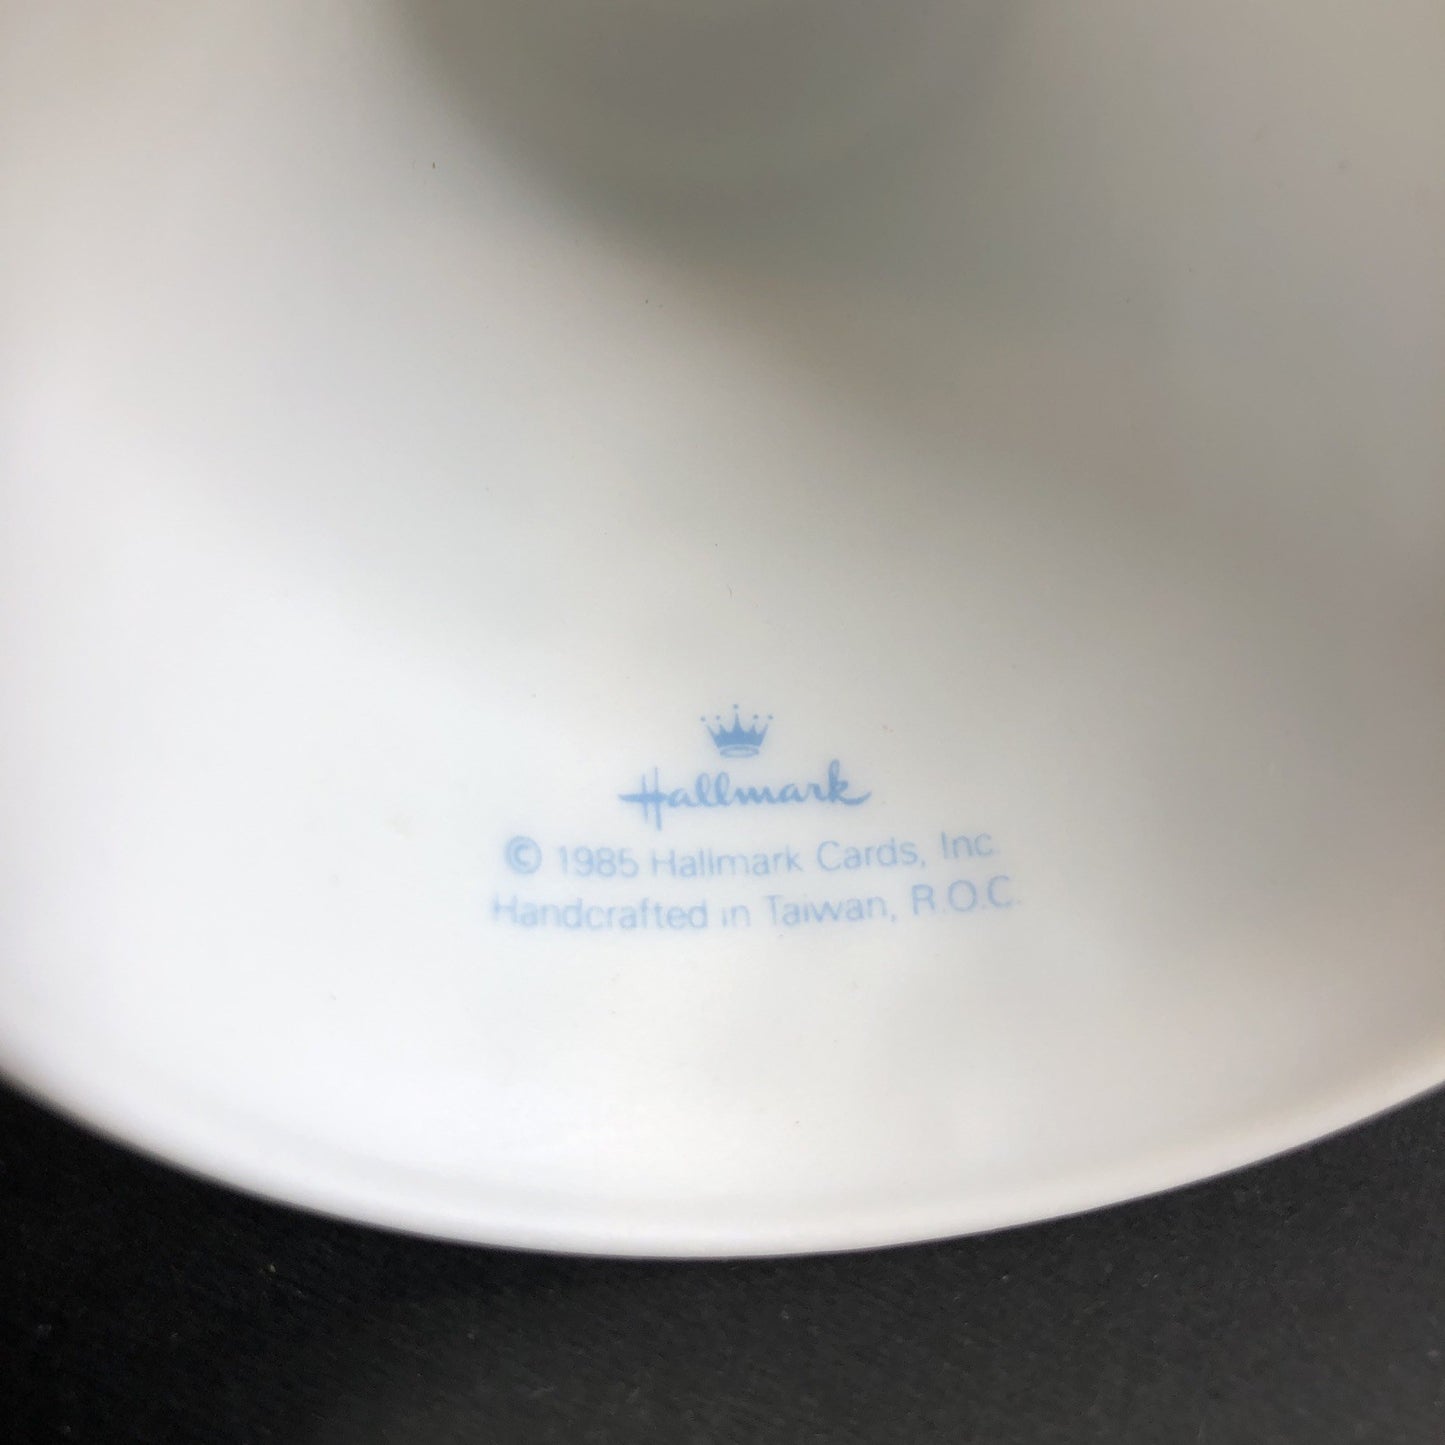 Hallmark
© 1985 Hallmark Cards, Inc.
Handcrafted in Taiwan, R.O.C.